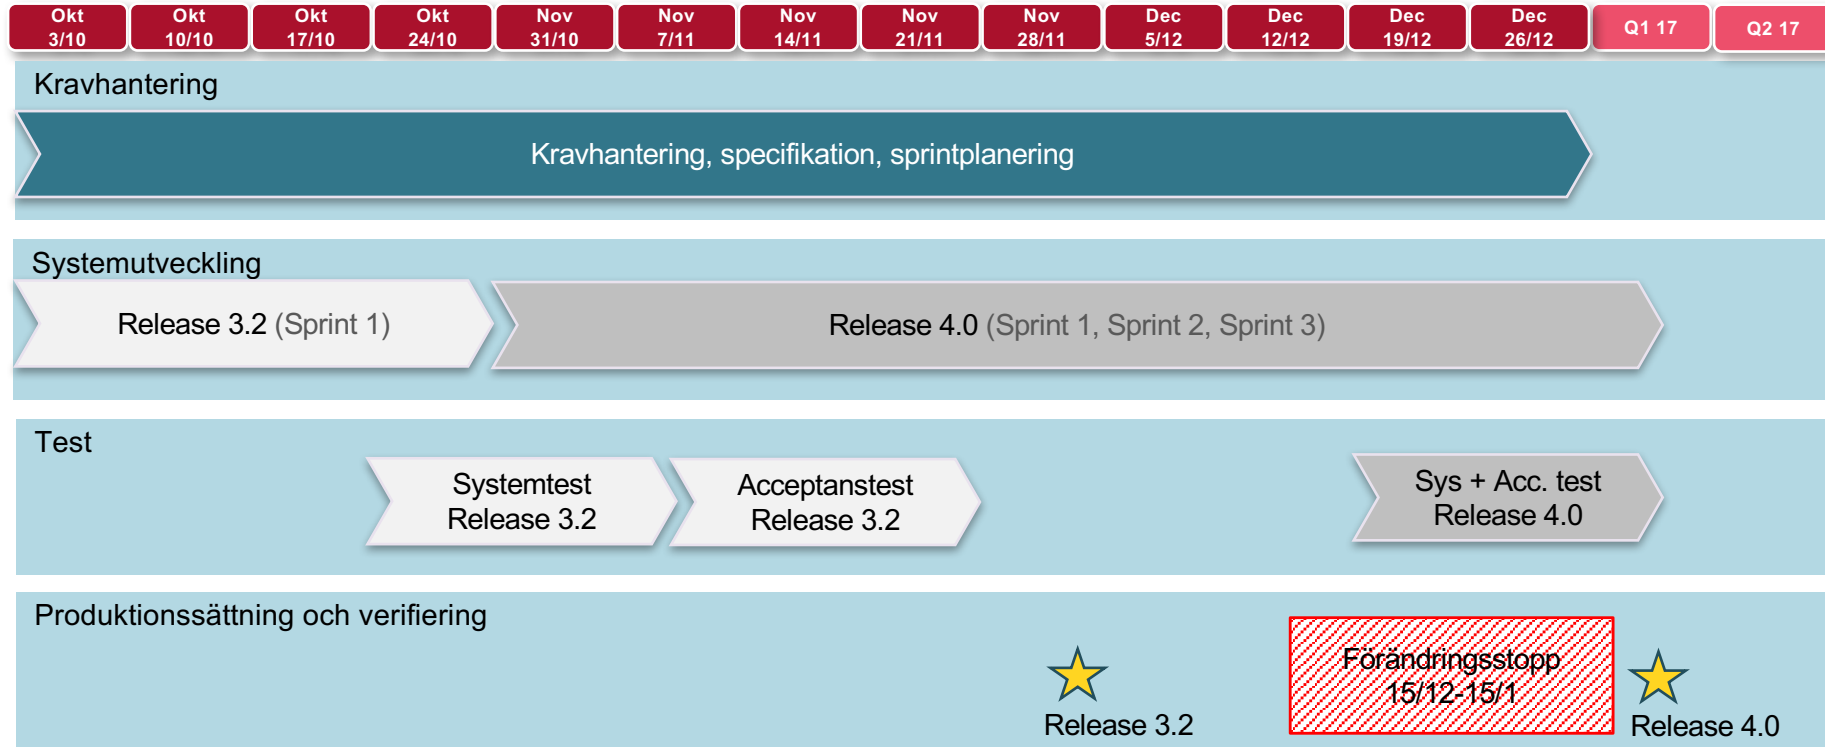 Okt Okt Okt Okt Nov Nov Nov Nov Nov Dec Dec Dec Dec Q1 17 Q2 17
3/10 10/10 17/10 24/10 31/10 7/11 14/11 21/11 28/11 5/12 12/12 19/12 26/12
Kravhantering
Kravhantering, specifikation, sprintplanering
Systemutveckling
Release 3.2 (Sprint 1)
Release 4.0 (Sprint 1, Sprint 2, Sprint 3)
Test
Systemtest
Release 3.2
Acceptanstest
Release 3.2
Sys + Acc. test
Release 4.0
Produktionssättning och verifiering
Release 3.2
Förändringsstopp
15/12-15/1
Release 4.0